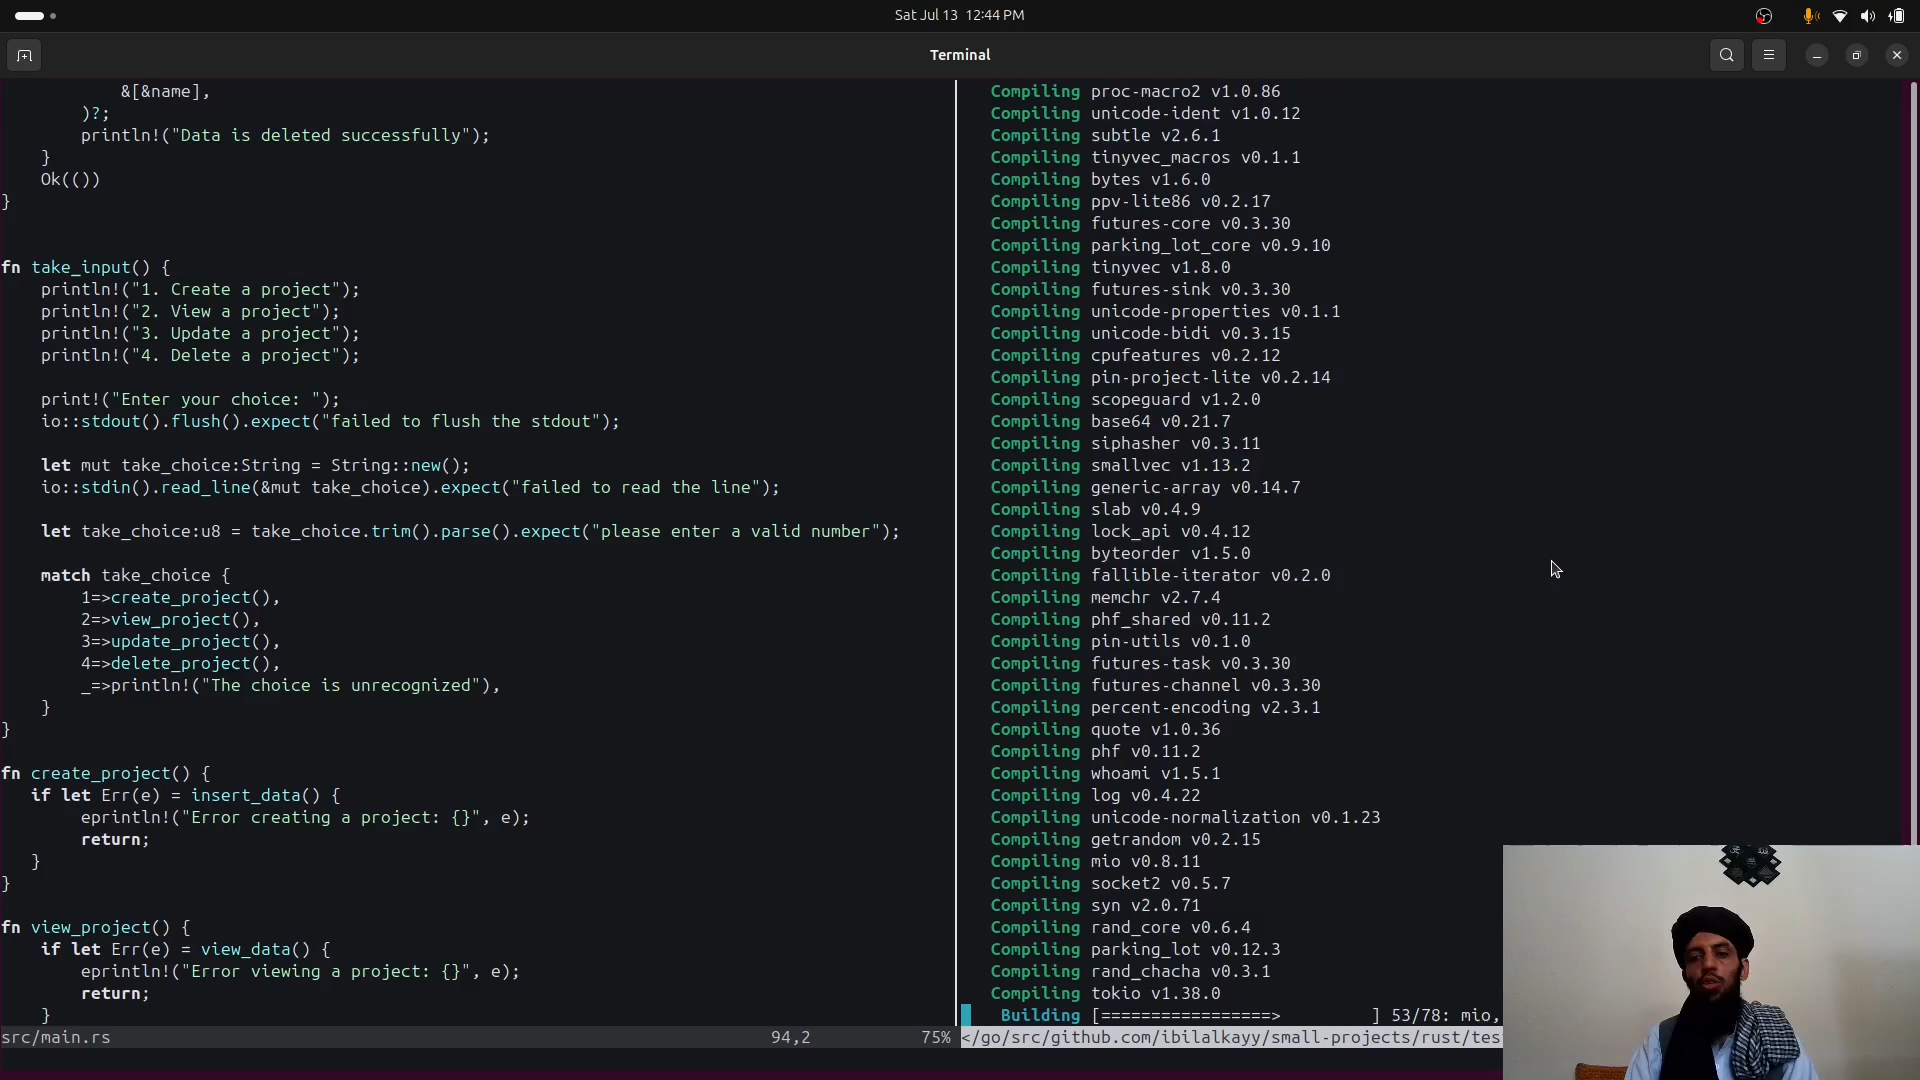 Sat Jul 13 12:44 PM
Terminal
&[&name],
)?;
println!("Data is deleted successfully");
}
Ok(())
}
fn take_input() {
println!("1. Create a project");
println!("2. View a project");
println!("3. Update a project");
println!("4. Delete a project");
print!("Enter your choice: ");
io::stdout().flush().expect("failed to flush the stdout");
let mut take_choice:String = String::new();
io::stdin().read_line(&mut take_choice).expect("failed to read the line");
let take_choice:u8 = take_choice.trim().parse().expect("please enter a valid number");
match take_choice {
1=>create_project(),
2=>view_project(),
3=>update_project(),
4=>delete_project(),
_=>println!("The choice is unrecognized"),
}
}
fn create_project() {
if let Err(e) = insert_data() {
eprintln!("Error creating a project: {}", e);
return;
}
}
fn view_project() {
if let Err(e) = view_data() {
eprintln!("Error viewing a project: {}", e);
return;
}
src/main.rs 94,2 75%
Compiling proc-macro2 v1.0.86
Compiling unicode-ident v1.0.12
Compiling subtle v2.6.1
Compiling tinyvec_macros v0.1.1
Compiling bytes v1.6.0
Compiling ppv-lite86 v0.2.17
Compiling futures-core v0.3.30
Compiling parking_lot_core v0.9.10
Compiling tinyvec v1.8.0
Compiling futures-sink v0.3.30
Compiling unicode-properties v0.1.1
Compiling unicode-bidi v0.3.15
Compiling cpufeatures v0.2.12
Compiling pin-project-lite v0.2.14
Compiling scopeguard v1.2.0
Compiling base64 v0.21.7
Compiling siphasher v0.3.11
Compiling smallvec v1.13.2
Compiling generic-array v0.14.7
Compiling slab v0.4.9
Compiling lock_api v0.4.12
Compiling byteorder v1.5.0
Compiling fallible-iterator v0.2.0
Compiling memchr v2.7.4
Compiling phf_shared v0.11.2
Compiling pin-utils v0.1.0
Compiling futures-task v0.3.30
Compiling futures-channel v0.3.30
Compiling percent-encoding v2.3.1
Compiling quote v1.0.36
Compiling phf v0.11.2
Compiling whoami v1.5.1
Compiling log v0.4.22
Compiling unicode-normalization v0.1.23
Compiling getrandom v0.2.15
Compiling mio v0.8.11
Compiling socket2 v0.5.7
Compiling syn v2.0.71
Compiling rand_core v0.6.4
Compiling parking_lot v0.12.3
Compiling rand_chacha v0.3.1
Compiling tokio v1.38.0
Building [=================>         ] 53/78: mio,
</go/src/github.com/ibilalkayy/small-projects/rust/tes